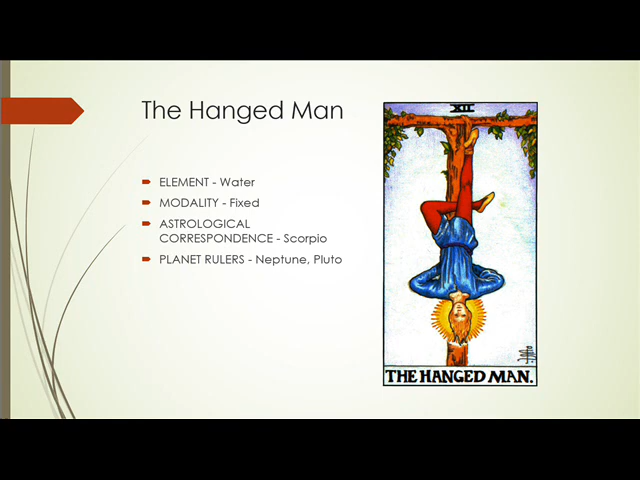 The Hanged Man
ELEMENT - Water
MODALITY - Fixed
ASTROLOGICAL
CORRESPONDENCE - Scorpio
PLANET RULERS - Neptune, Pluto
XII
THE HANGED MAN.